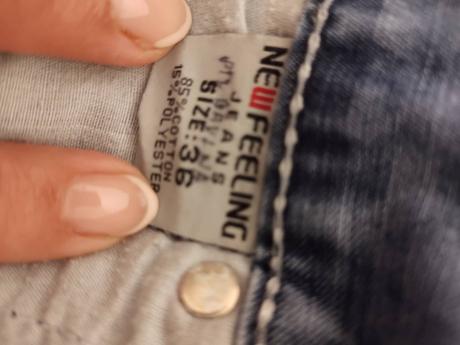 NEW FEELING
JEANS
SIZE:36
85%COTTON
15%POLYESTER